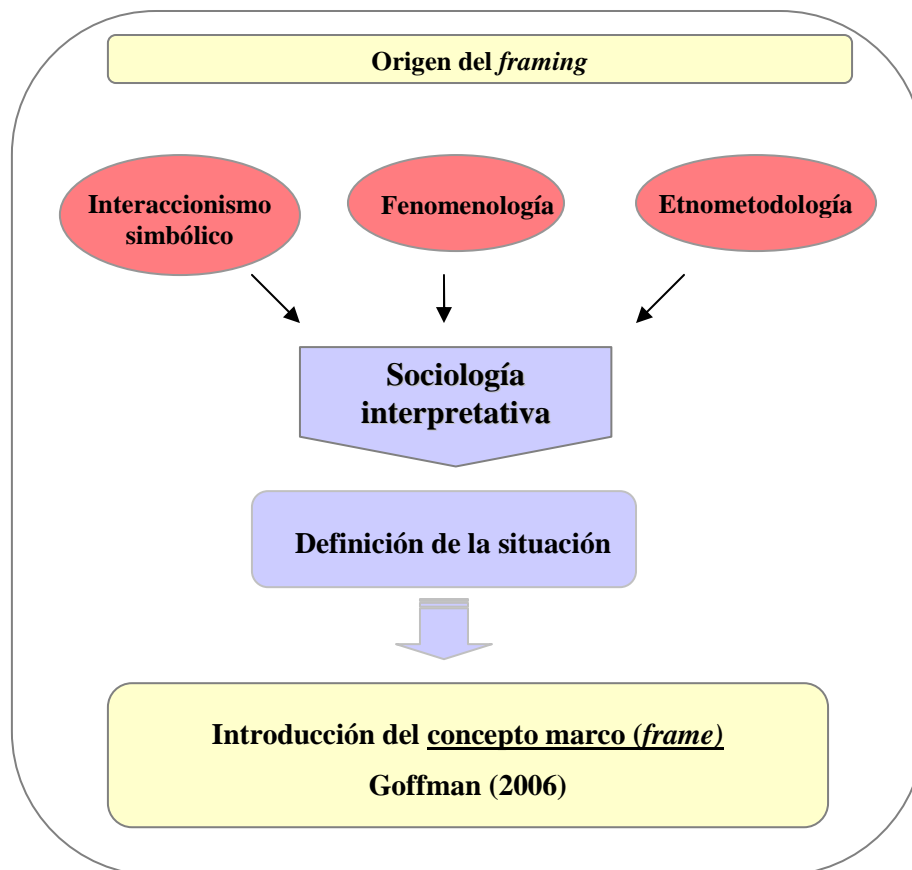 Origen del framing
Interaccionismo
simbólico
Fenomenología
Etnometodología
Sociología
interpretativa
Definición de la situación
Introducción del concepto marco (frame)
Goffman (2006)